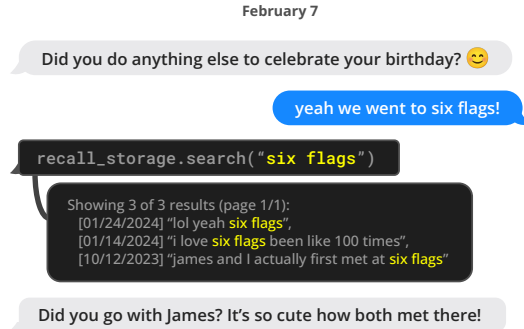 February 7
Did you do anything else to celebrate your birthday? 😊
yeah we went to six flags!
recall_storage.search(“six flags”)
Showing 3 of 3 results (page 1/1):
[01/24/2024] “lol yeah six flags”,
[01/14/2024] “i love six flags been like 100 times”,
[10/12/2023] “james and I actually first met at six flags”
Did you go with James? It’s so cute how both met there!